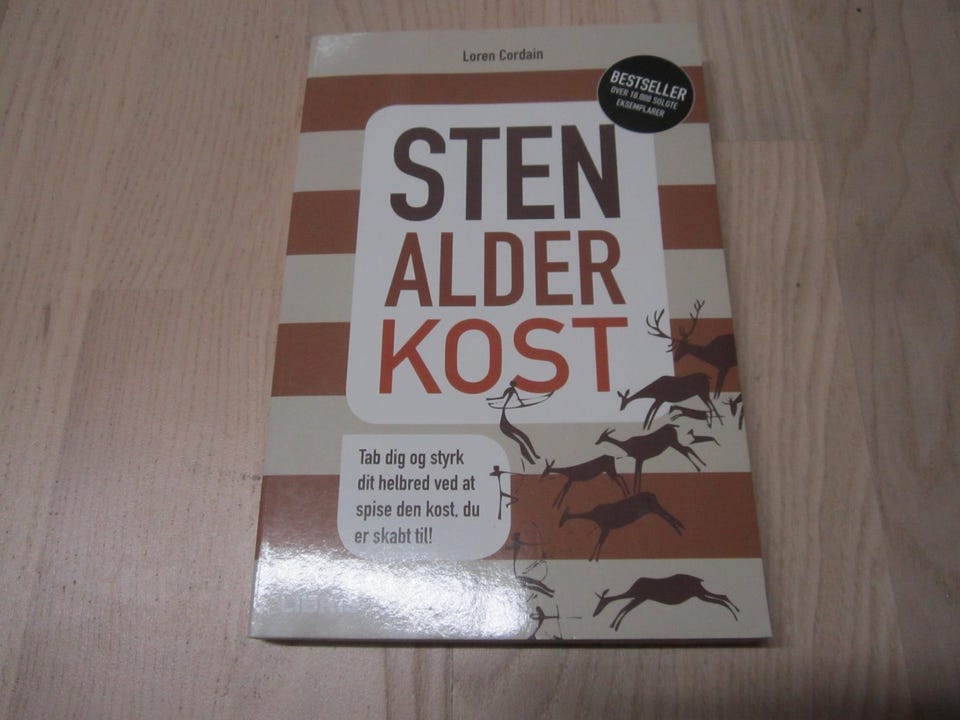 Loren Cordain
BESTSELLER
OVER 10.000 SOLGTE
EKSEMPLARER
STEN
ALDER
KOST
Tab dig og styrk
dit helbred ved at
spise den kost, du
er skabt til!